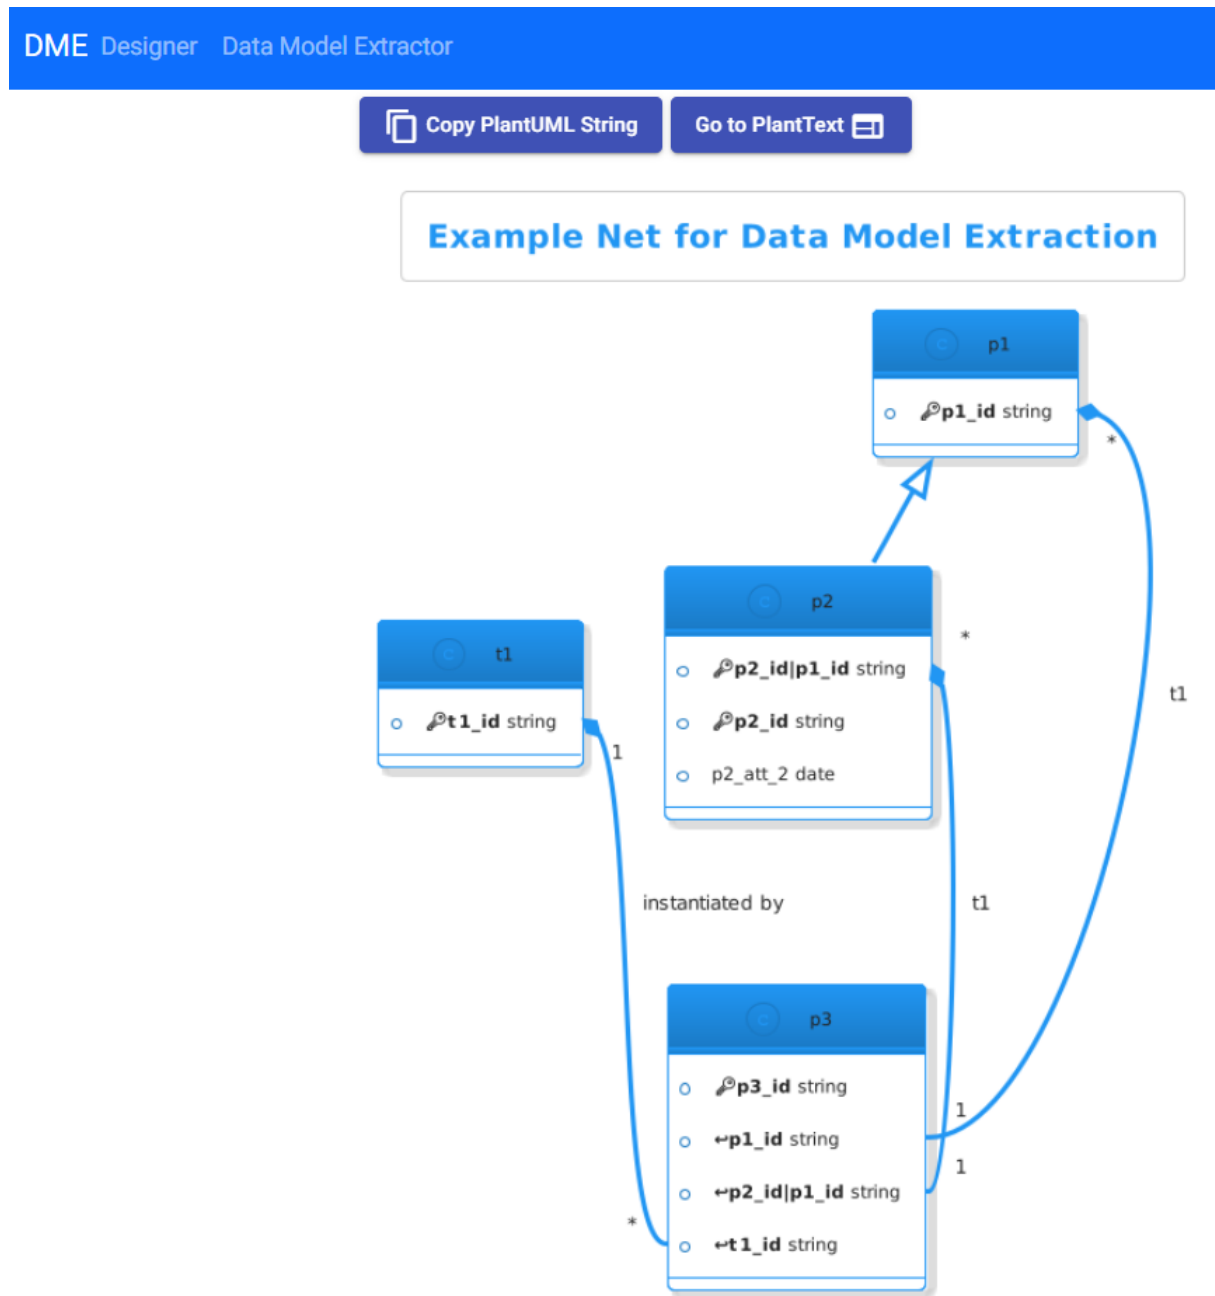 DME Designer Data Model Extractor
Copy PlantUML String
Go to PlantText
Example Net for Data Model Extraction
C p1
p1_id string
*
t1
C p2
p2_id|p1_id string
p2_id string
p2_att_2 date
*
C t1
t1_id string
1
instantiated by
t1
C p3
p3_id string
↩p1_id string
↩p2_id|p1_id string
↩t1_id string
1
1
*